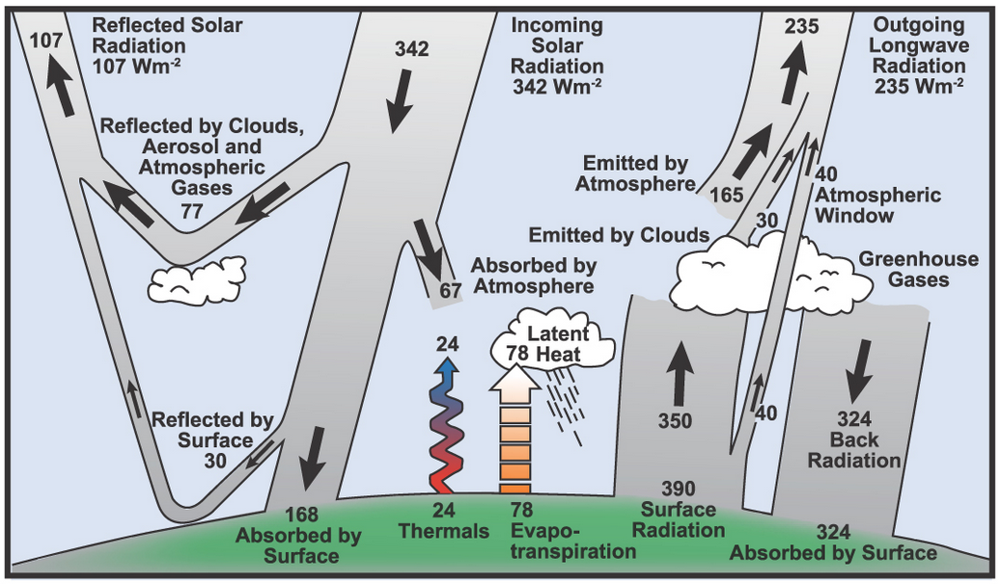 107
Reflected Solar
Radiation
107 Wm-2
342
Incoming
Solar
Radiation
342 Wm-2
235
Outgoing
Longwave
Radiation
235 Wm-2
Reflected by Clouds,
Aerosol and
Atmospheric
Gases
77
Emitted by
Atmosphere
165
40
Atmospheric
Window
30
Emitted by Clouds
Greenhouse
Gases
67
Absorbed by
Atmosphere
24
Latent
78 Heat
350
40
324
Back
Radiation
Reflected by
Surface
30
168
Absorbed by
Surface
24
Thermals
78
Evapo-
transpiration
390
Surface
Radiation
324
Absorbed by Surface